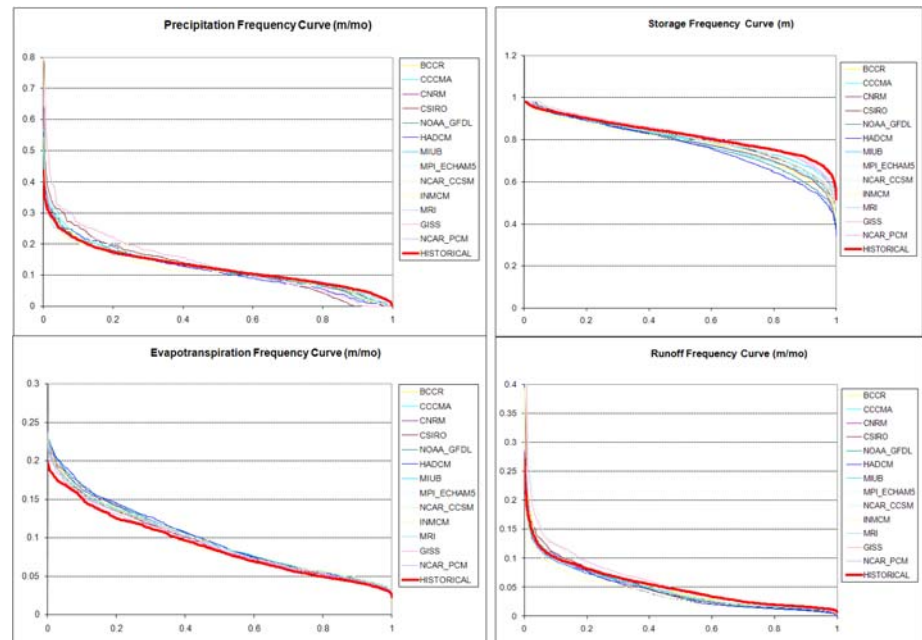 Precipitation Frequency Curve (m/mo)
0.8
0.7
0.6
0.5
0.4
0.3
0.2
0.1
0
0 0.2 0.4 0.6 0.8 1
BCCR
CCCMA
CNRM
CSIRO
NOAA_GFDL
HADCM
MIUB
MPI_ECHAM5
NCAR_CCSM
INMCM
MRI
GISS
NCAR_PCM
HISTORICAL
Storage Frequency Curve (m)
1.2
1
0.8
0.6
0.4
0.2
0
0 0.2 0.4 0.6 0.8 1
BCCR
CCCMA
CNRM
CSIRO
NOAA_GFDL
HADCM
MIUB
MPI_ECHAM5
NCAR_CCSM
INMCM
MRI
GISS
NCAR_PCM
HISTORICAL
Evapotranspiration Frequency Curve (m/mo)
0.3
0.25
0.2
0.15
0.1
0.05
0
0 0.2 0.4 0.6 0.8 1
BCCR
CCCMA
CNRM
CSIRO
NOAA_GFDL
HADCM
MIUB
MPI_ECHAM5
NCAR_CCSM
INMCM
MRI
GISS
NCAR_PCM
HISTORICAL
Runoff Frequency Curve (m/mo)
0.4
0.35
0.3
0.25
0.2
0.15
0.1
0.05
0
0 0.2 0.4 0.6 0.8 1
BCCR
CCCMA
CNRM
CSIRO
NOAA_GFDL
HADCM
MIUB
MPI_ECHAM5
NCAR_CCSM
INMCM
MRI
GISS
NCAR_PCM
HISTORICAL